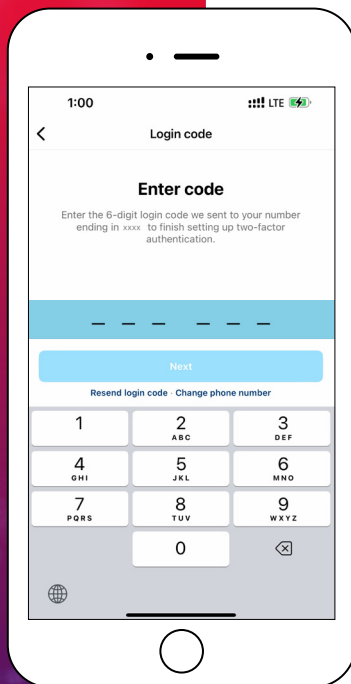 1:00 LTE
Login code
Enter code
Enter the 6-digit login code we sent to your number
ending in xxxx to finish setting up two-factor
authentication.
Next
Resend login code · Change phone number
1 2 3
ABC DEF
4 5 6
GHI JKL MNO
7 8 9
PQRS TUV WXYZ
0